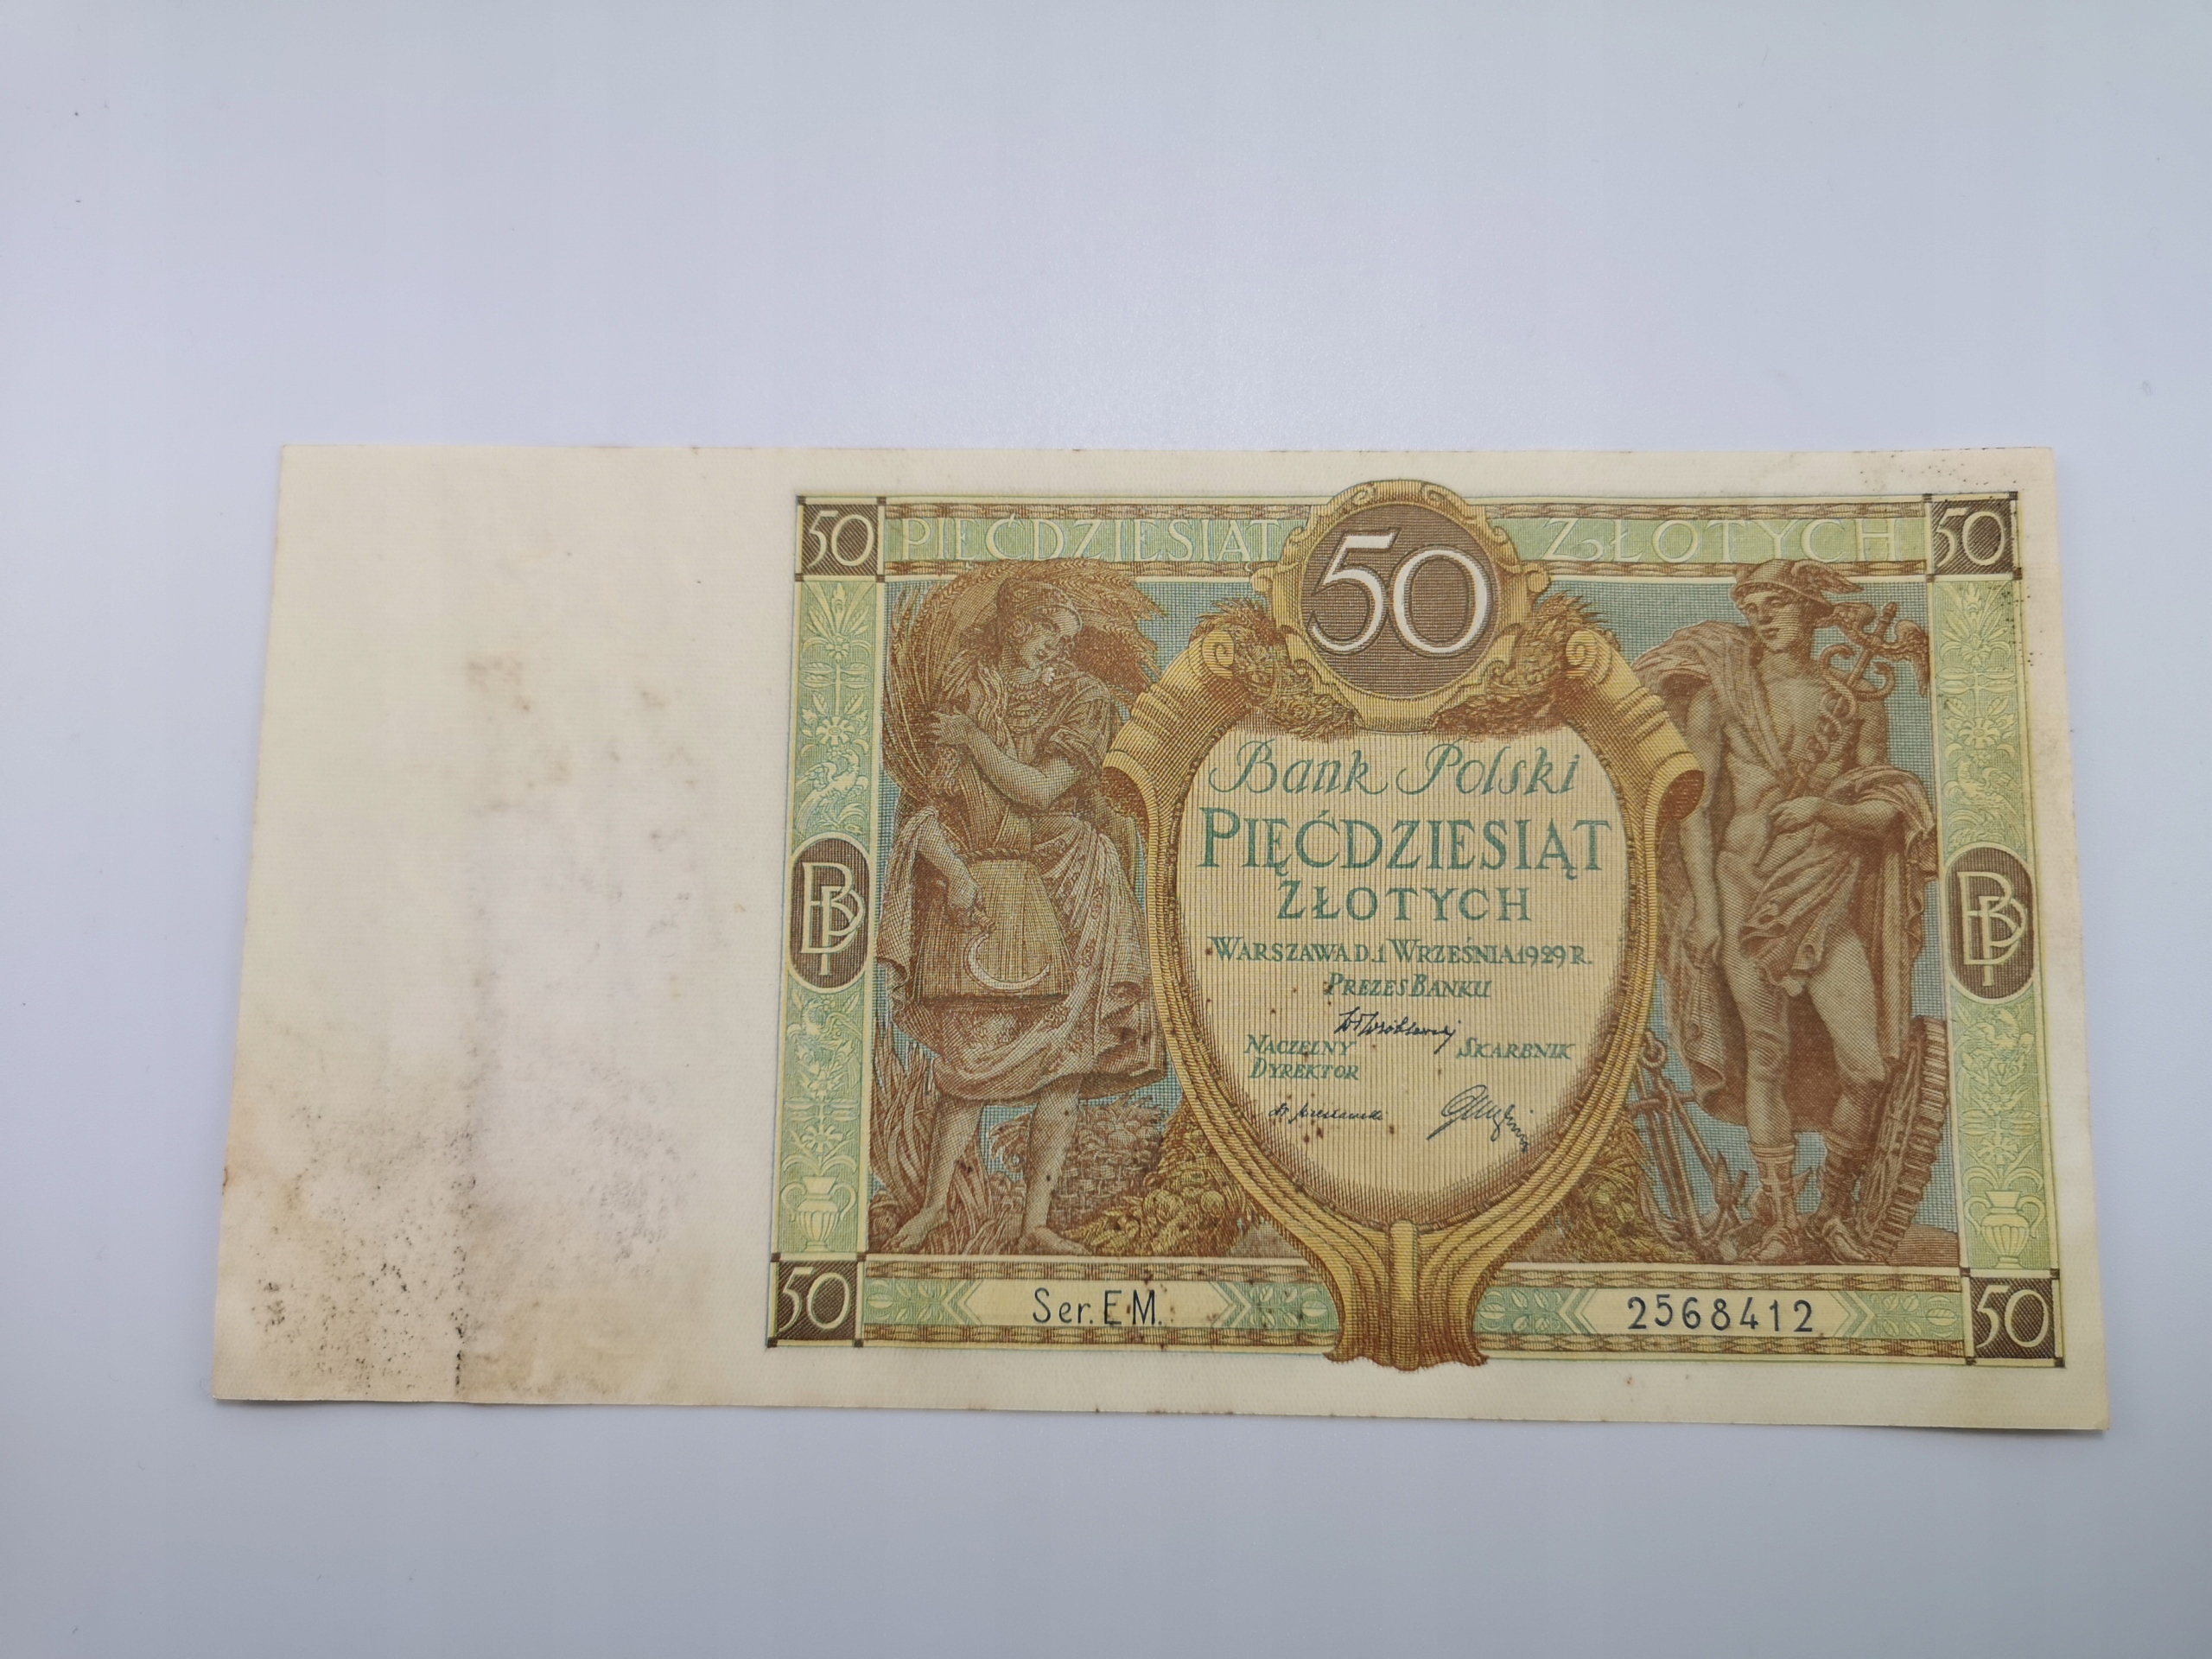 50 PIĘĆDZIESIĄT 50 ZŁOTYCH 50
Bank Polski
PIĘĆDZIESIĄT
ZŁOTYCH
WARSZAWA D. 1 WRZEŚNIA 1929 R.
PREZES BANKU
NACZELNY SKARBNIK
DYREKTOR
BP BP
50 Ser. E.M. 2568412 50